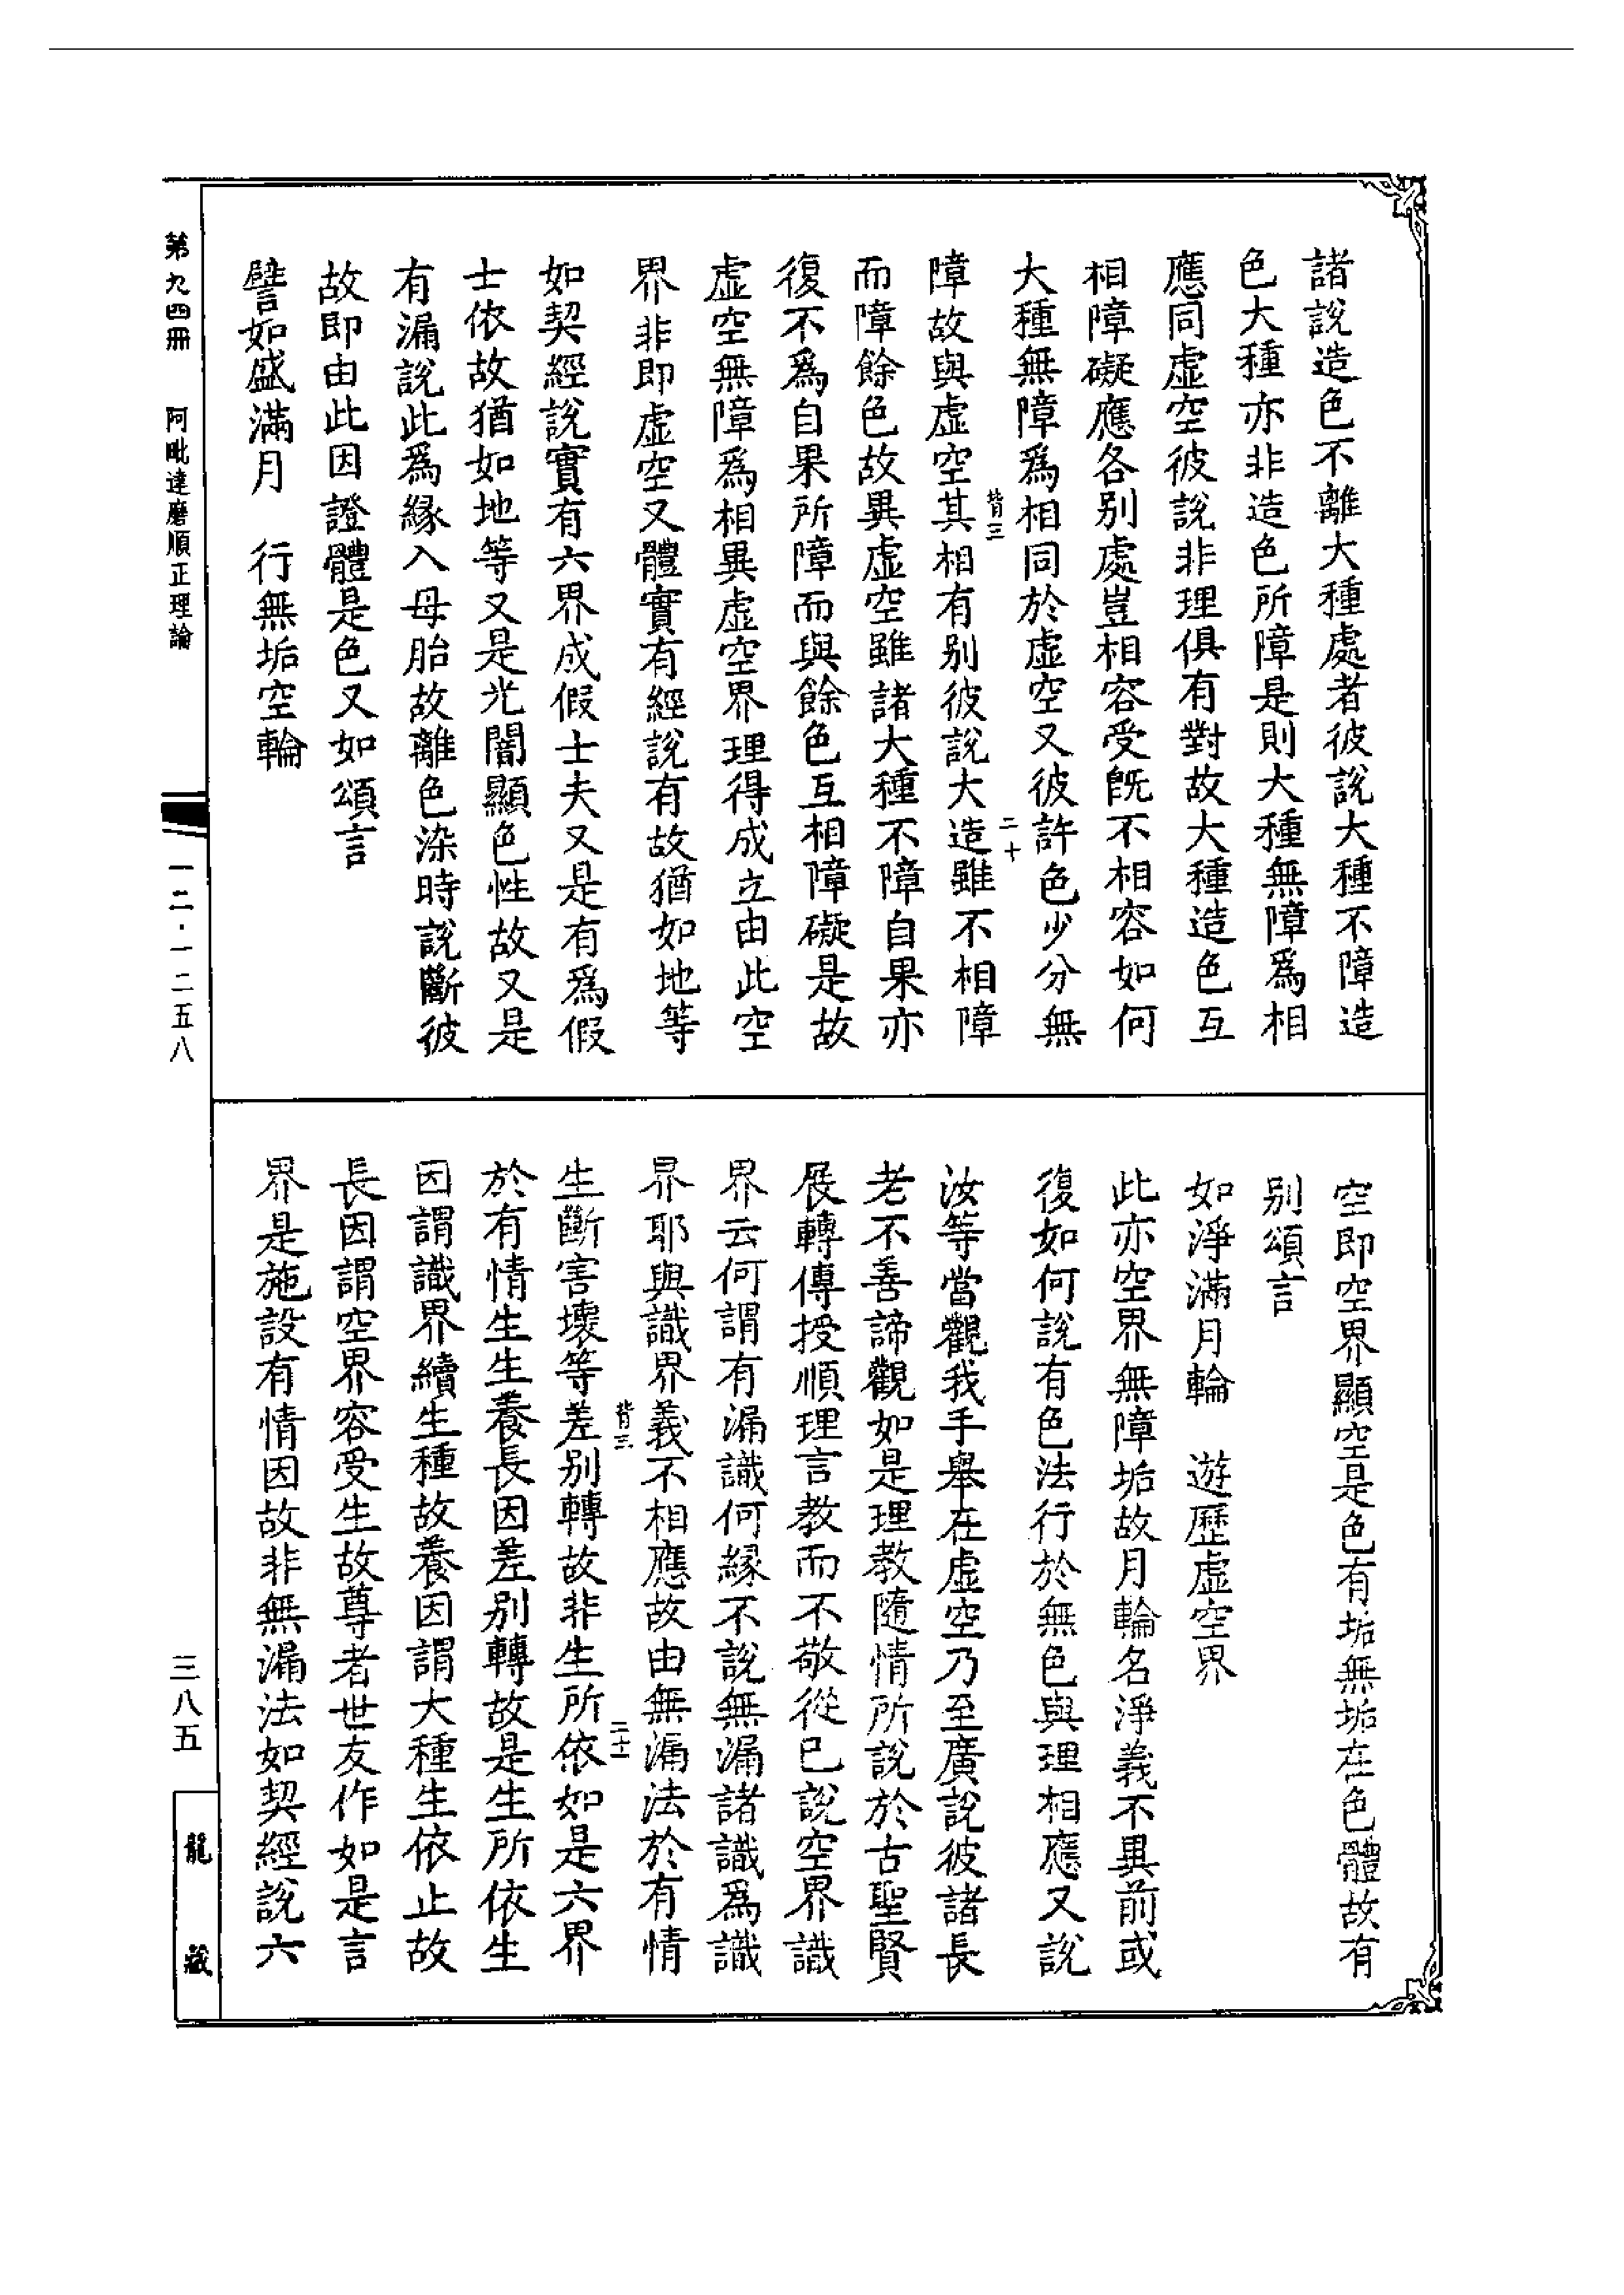 諸說造色不離大種處者彼說大種不障造
色大種亦非造色所障是則大種無障爲相
應同虛空彼說非理俱有對故大種造色互
相障礙應各別處豈相容受旣不相容如何
大種無障爲相同於虛空又彼許色少分無
背三
二十
障故與虛空其相有別彼說大造雖不相障
而障餘色故異虛空雖諸大種不障自果亦
復不爲自果所障而與餘色互相障礙是故
虛空無障爲相異虛空界理得成立由此空
界非即虛空又體實有經說有故猶如地等
如契經說實有六界成假士夫又是有爲假
士依故猶如地等又是光闇顯色性故又是
有漏說此爲緣入母胎故離色染時說斷彼
故即由此因證體是色又如頌言
譬如盛滿月　行無垢空輪
空即空界顯空是色有垢無垢在色體故有
別頌言
如淨滿月輪　遊歷虛空界
此亦空界無障垢故月輪名淨義不異前或
復如何說有色法行於無色與理相應又說
汝等當觀我手舉在虛空乃至廣說彼諸長
老不善諦觀如是理教隨情所說於古聖賢
展轉傳授順理言教而不敬從已說空界識
界云何謂有漏識何緣不說無漏諸識爲識
界耶與識界義不相應故由無漏法於有情
背三
二十一
生斷害壞等差別轉故非生所依如是六界
於有情生生養長因差別轉故是生所依生
因謂識界續生種故養因謂大種生依止故
長因謂空界容受生故尊者世友作如是言
界是施設有情因故非無漏法如契經說六
第九四冊　阿毗達磨順正理論
一二·一二五八
三八五
龍藏